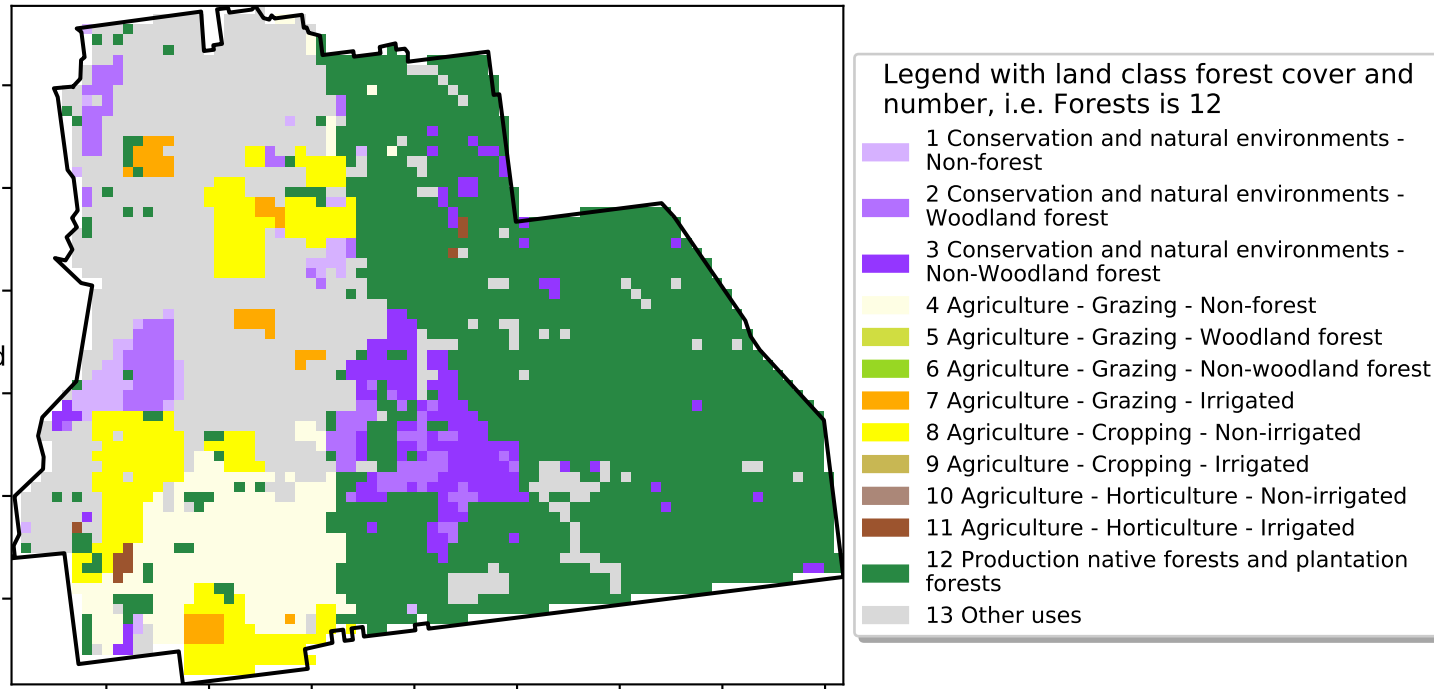 Legend with land class forest cover and
number, i.e. Forests is 12
1 Conservation and natural environments -
Non-forest
2 Conservation and natural environments -
Woodland forest
3 Conservation and natural environments -
Non-Woodland forest
4 Agriculture - Grazing - Non-forest
5 Agriculture - Grazing - Woodland forest
6 Agriculture - Grazing - Non-woodland forest
7 Agriculture - Grazing - Irrigated
8 Agriculture - Cropping - Non-irrigated
9 Agriculture - Cropping - Irrigated
10 Agriculture - Horticulture - Non-irrigated
11 Agriculture - Horticulture - Irrigated
12 Production native forests and plantation
forests
13 Other uses